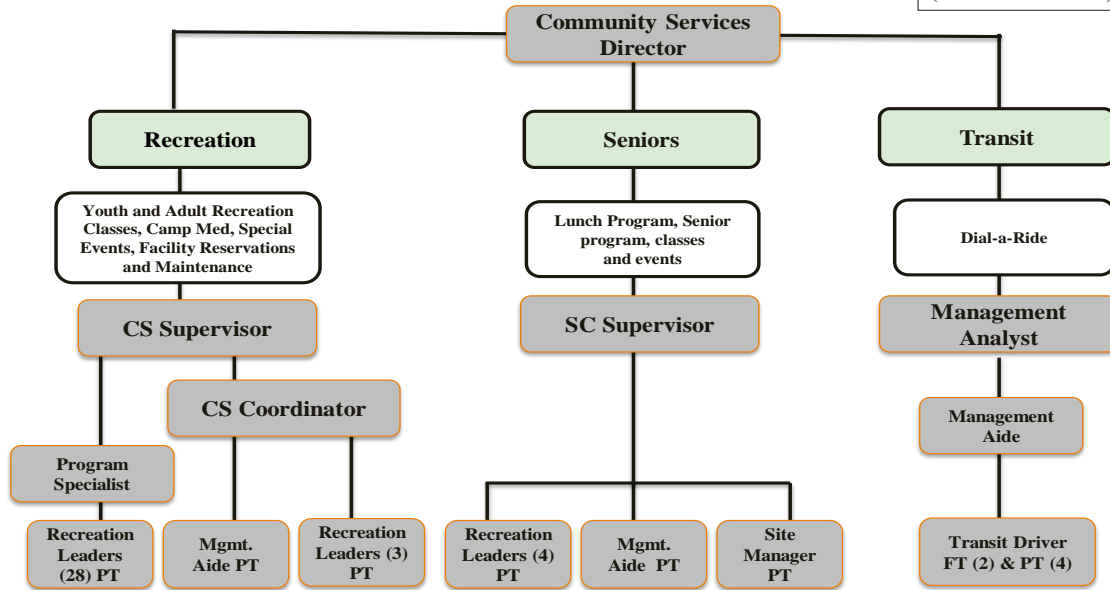 Community Services
Director
Recreation
Seniors
Transit
Youth and Adult Recreation
Classes, Camp Med, Special
Events, Facility Reservations
and Maintenance
Lunch Program, Senior
program, classes
and events
Dial-a-Ride
CS Supervisor
SC Supervisor
Management
Analyst
CS Coordinator
Management
Aide
Program
Specialist
Recreation
Leaders
(28) PT
Mgmt.
Aide PT
Recreation
Leaders (3)
PT
Recreation
Leaders (4)
PT
Mgmt.
Aide PT
Site
Manager
PT
Transit Driver
FT (2) & PT (4)